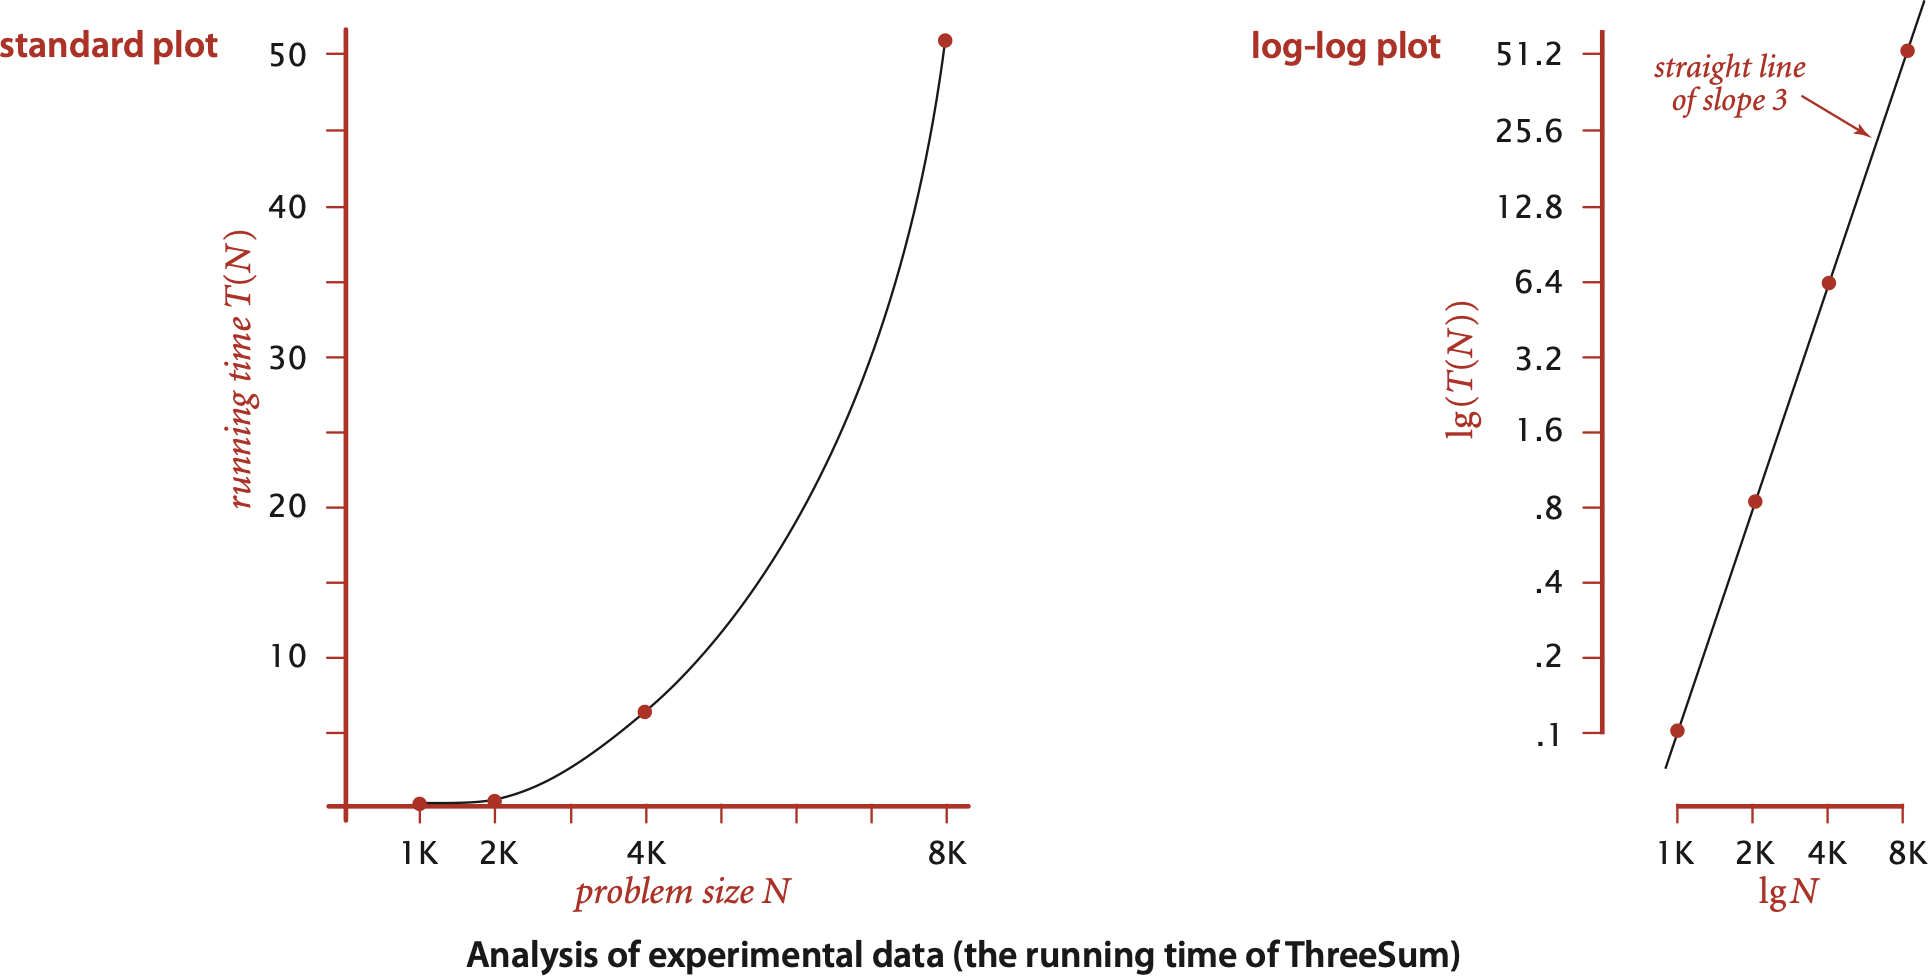 standard plot
50
40
30
20
10
running time T(N)
1K 2K 4K 8K
problem size N
log-log plot
straight line
of slope 3
51.2
25.6
12.8
6.4
3.2
1.6
.8
.4
.2
.1
lg(T(N))
1K 2K 4K 8K
lgN
Analysis of experimental data (the running time of ThreeSum)